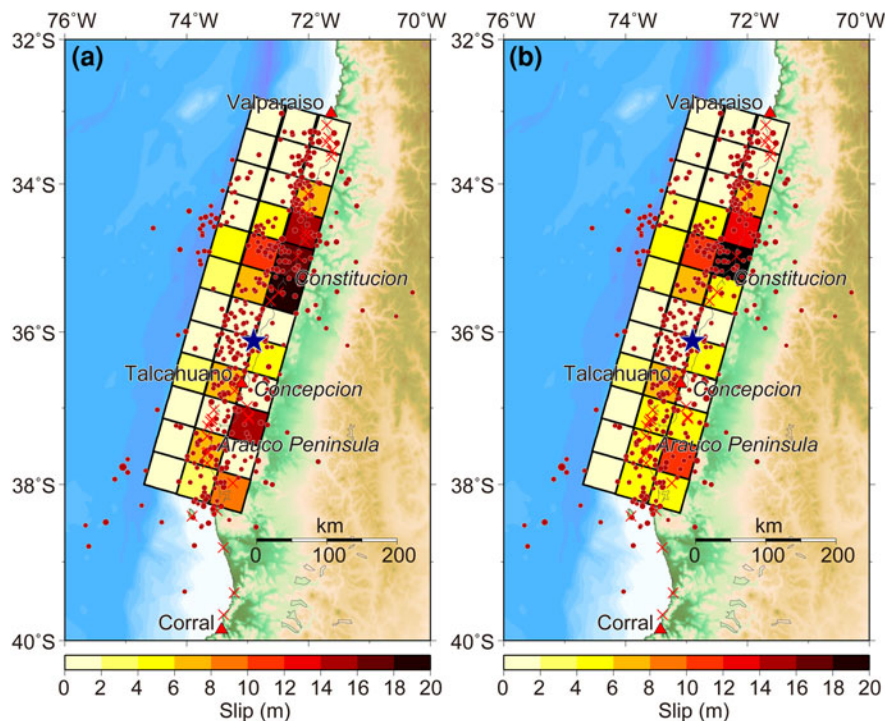 74°W 72°W 70°W 74°W 72°W 70°W
32°S 32°S
(a) (b)
Valparaiso Valparaiso
34°S 34°S
Constitucion Constitucion
36°S 36°S
Talcahuano Talcahuano
Concepcion Concepcion
Arauco Peninsula Arauco Peninsula
38°S 38°S
km km
0 100 200 0 100 200
Corral Corral
40°S 40°S
0 2 4 6 8 10 12 14 16 18 20 0 2 4 6 8 10 12 14 16 18 20
Slip (m) Slip (m)
76°W 76°W